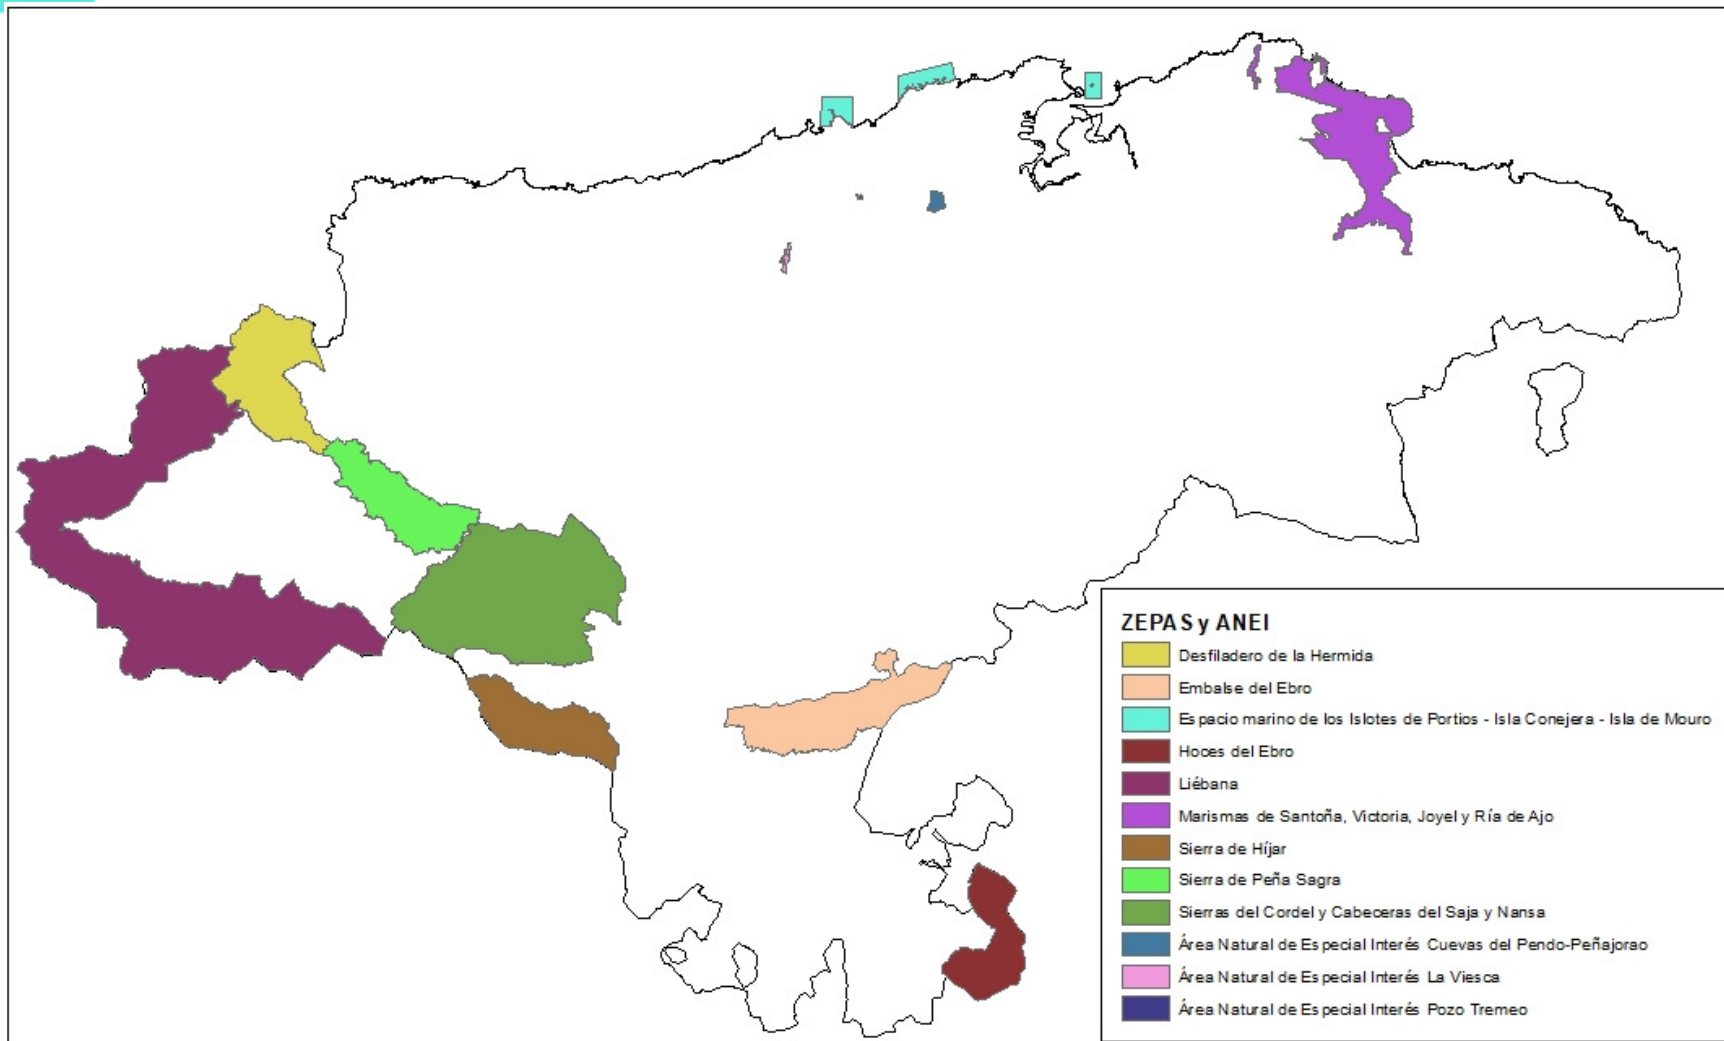 ZEPAS y ANEI
Desfiladero de la Hermida
Embalse del Ebro
Espacio marino de los Islotes de Portios - Isla Conejera - Isla de Mouro
Hoces del Ebro
Liébana
Marismas de Santoña, Victoria, Joyel y Ría de Ajo
Sierra de Híjar
Sierra de Peña Sagra
Sierras del Cordel y Cabeceras del Saja y Nansa
Área Natural de Especial Interés Cuevas del Pendo-Peñajorao
Área Natural de Especial Interés La Viesca
Área Natural de Especial Interés Pozo Tremeo